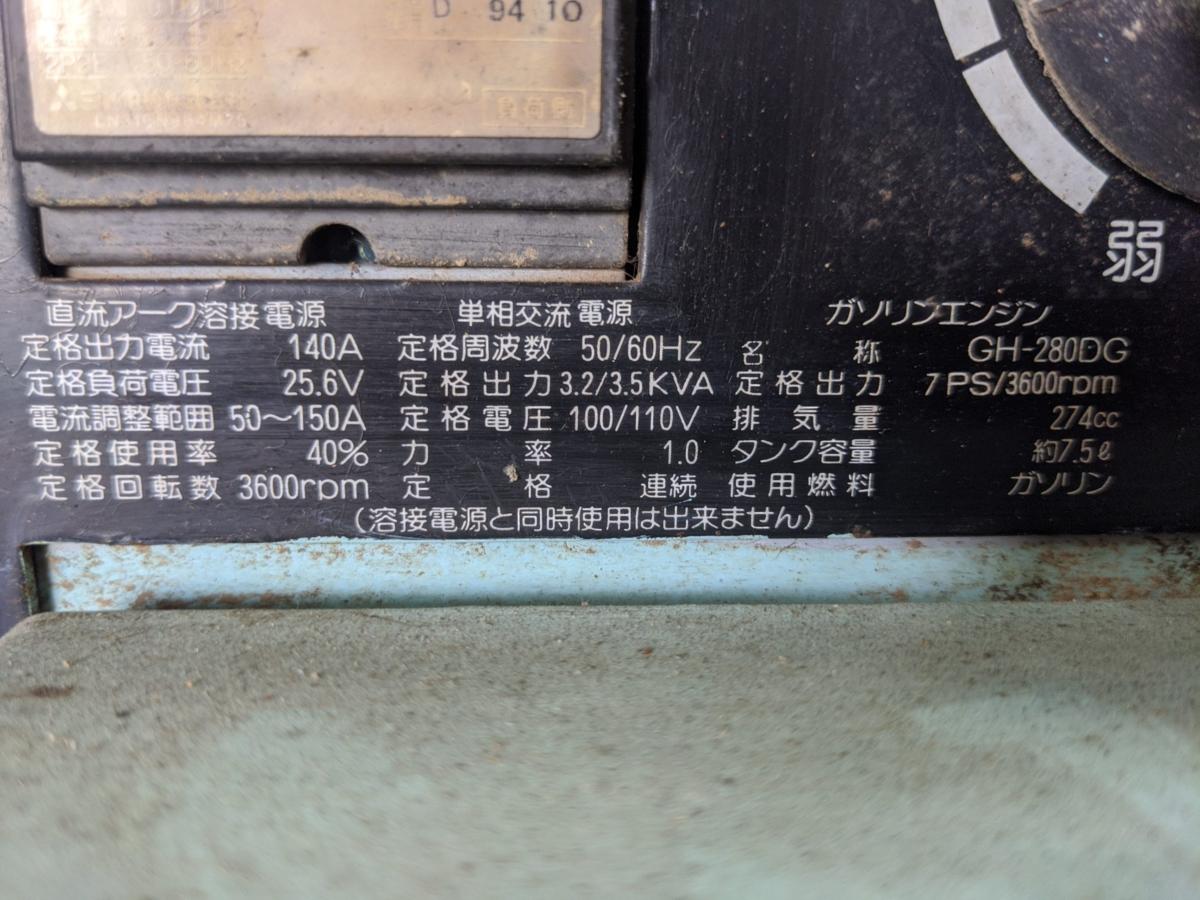 D 94 10
負荷側
弱
直流アーク溶接電源 単相交流電源 ガソリンエンジン
定格出力電流 140A 定格周波数 50/60Hz 名称 GH-280DG
定格負荷電圧 25.6V 定格出力 3.2/3.5KVA 定格出力 7PS/3600rpm
電流調整範囲 50〜150A 定格電圧 100/110V 排気量 274cc
定格使用率 40% 力率 1.0 タンク容量 約7.5ℓ
定格回転数 3600rpm 定格 連続 使用燃料 ガソリン
(溶接電源と同時使用は出来ません)